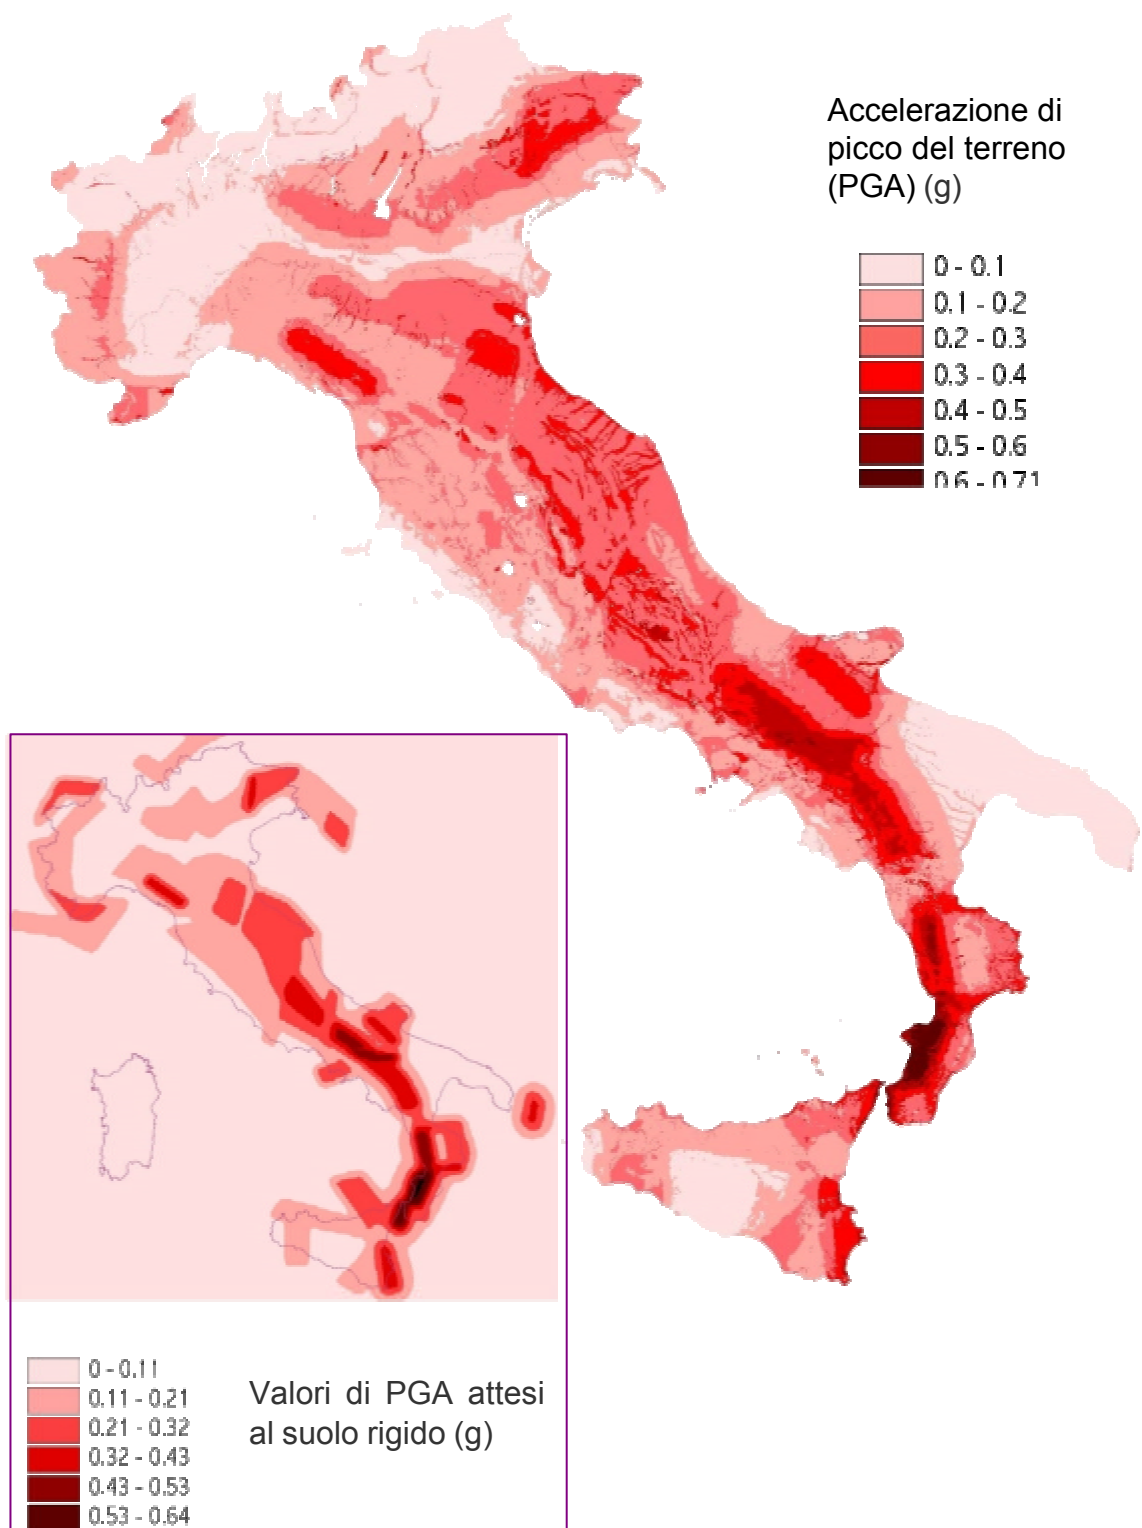 Accelerazione di
picco del terreno
(PGA) (g)
0 - 0.1
0.1 - 0.2
0.2 - 0.3
0.3 - 0.4
0.4 - 0.5
0.5 - 0.6
0.6 - 0.71
0 - 0.11
0.11 - 0.21
0.21 - 0.32
0.32 - 0.43
0.43 - 0.53
0.53 - 0.64
Valori di PGA attesi
al suolo rigido (g)